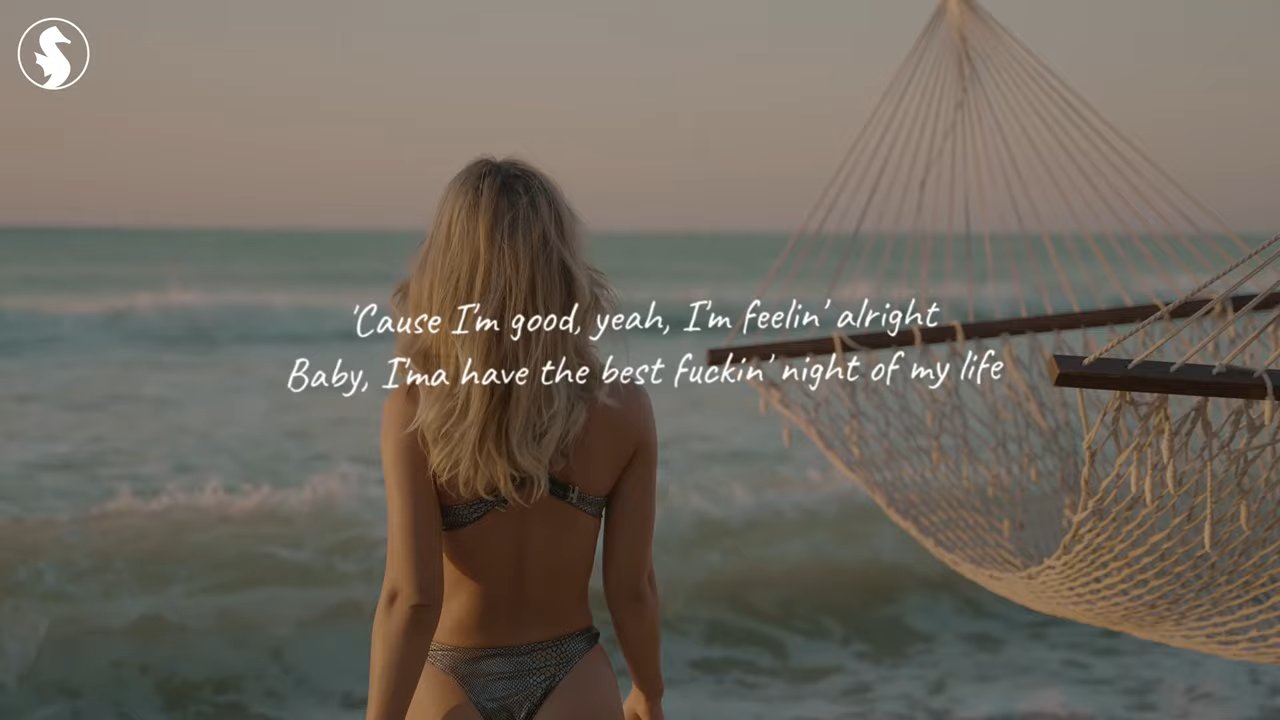 'Cause I'm good, yeah, I'm feelin' alright
Baby, I'ma have the best fuckin' night of my life